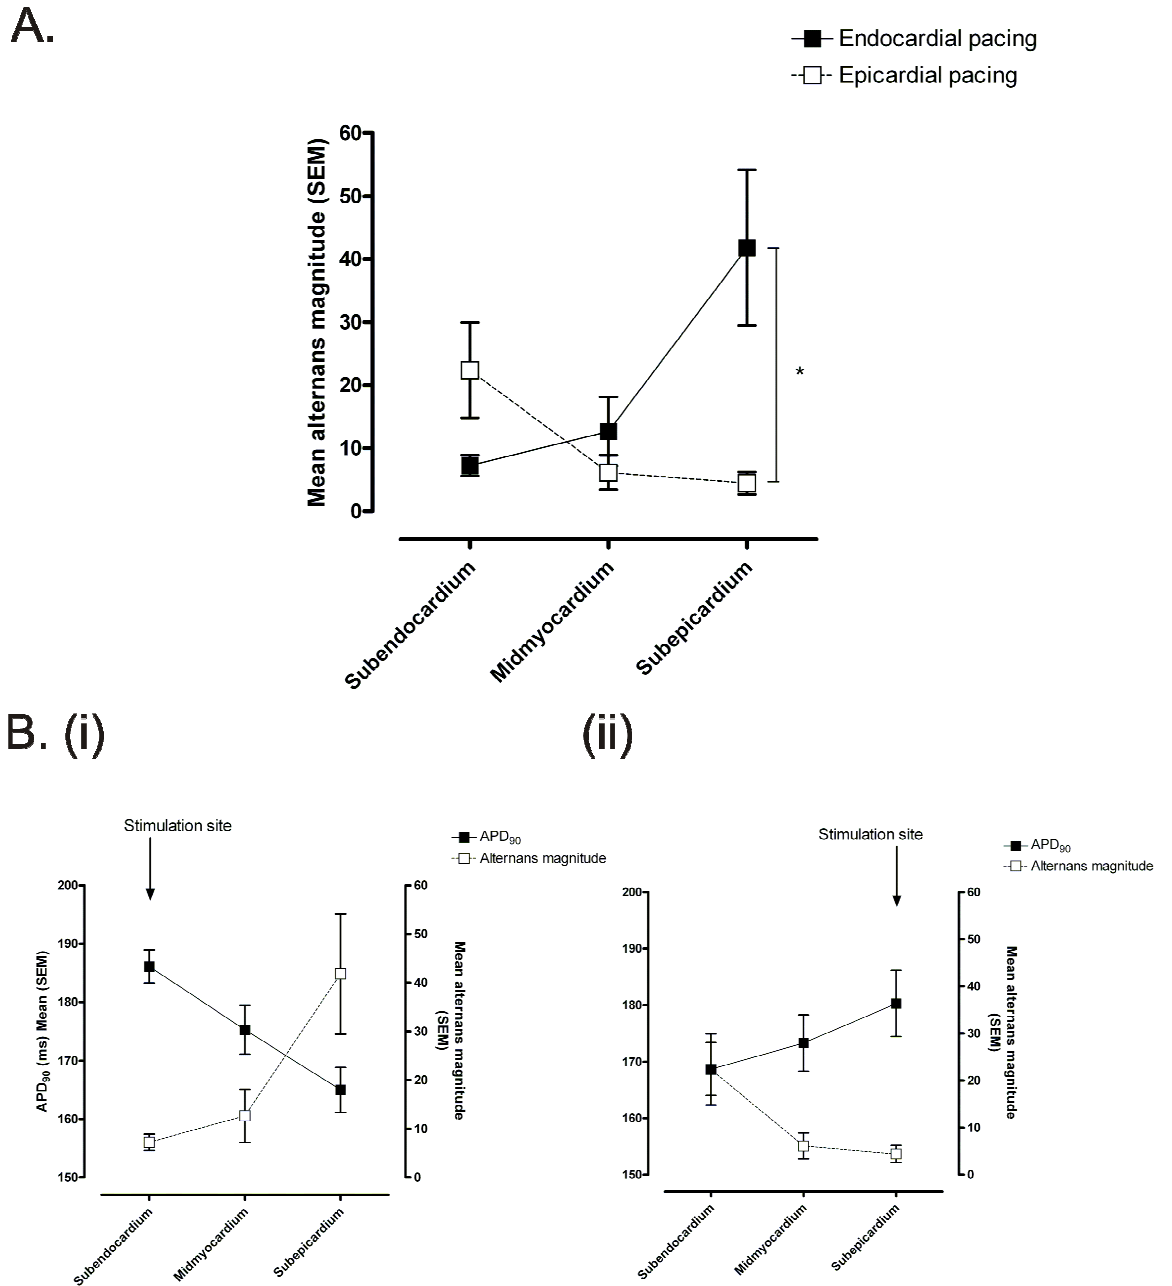 A.
Endocardial pacing
Epicardial pacing
Mean alternans magnitude (SEM)
60
50
40
30
20
10
0
*
Subendocardium
Midmyocardium
Subepicardium
B. (i)
Stimulation site
APD90
Alternans magnitude
APD90 (ms) Mean (SEM)
200
190
180
170
160
150
60
50
40
30
20
10
0
Mean alternans magnitude
(SEM)
Subendocardium
Midmyocardium
Subepicardium
(ii)
Stimulation site
APD90
Alternans magnitude
200
190
180
170
160
150
60
50
40
30
20
10
0
Mean alternans magnitude
(SEM)
Subendocardium
Midmyocardium
Subepicardium